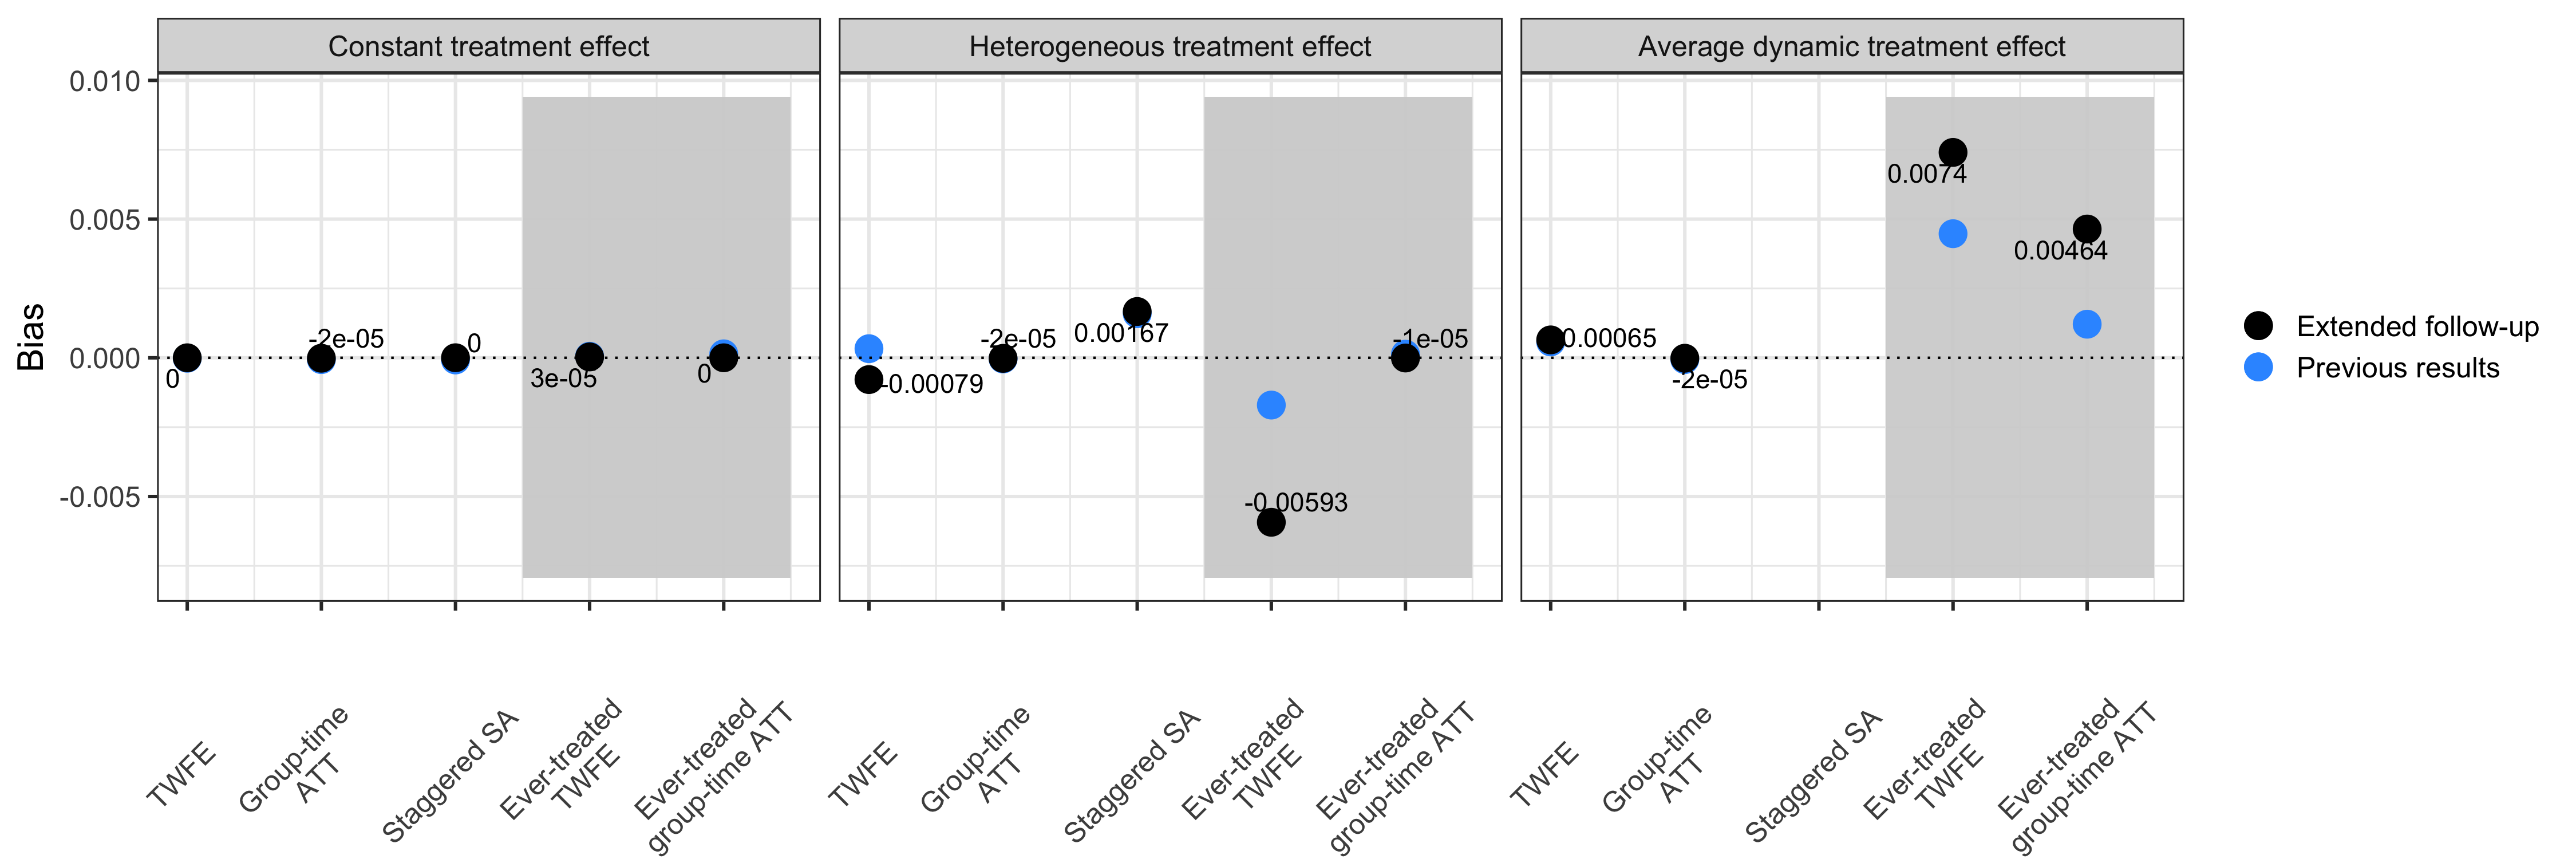 Constant treatment effect
Heterogeneous treatment effect
Average dynamic treatment effect
Bias
0.010
0.005
0.000
-0.005
0
-2e-05
0
3e-05
0
-0.00079
-2e-05
0.00167
-0.00593
-1e-05
0.00065
-2e-05
0.0074
0.00464
Extended follow-up
Previous results
TWFE
Group-time
ATT
Staggered SA
Ever-treated
TWFE
Ever-treated
group-time ATT
TWFE
Group-time
ATT
Staggered SA
Ever-treated
TWFE
Ever-treated
group-time ATT
TWFE
Group-time
ATT
Staggered SA
Ever-treated
TWFE
Ever-treated
group-time ATT